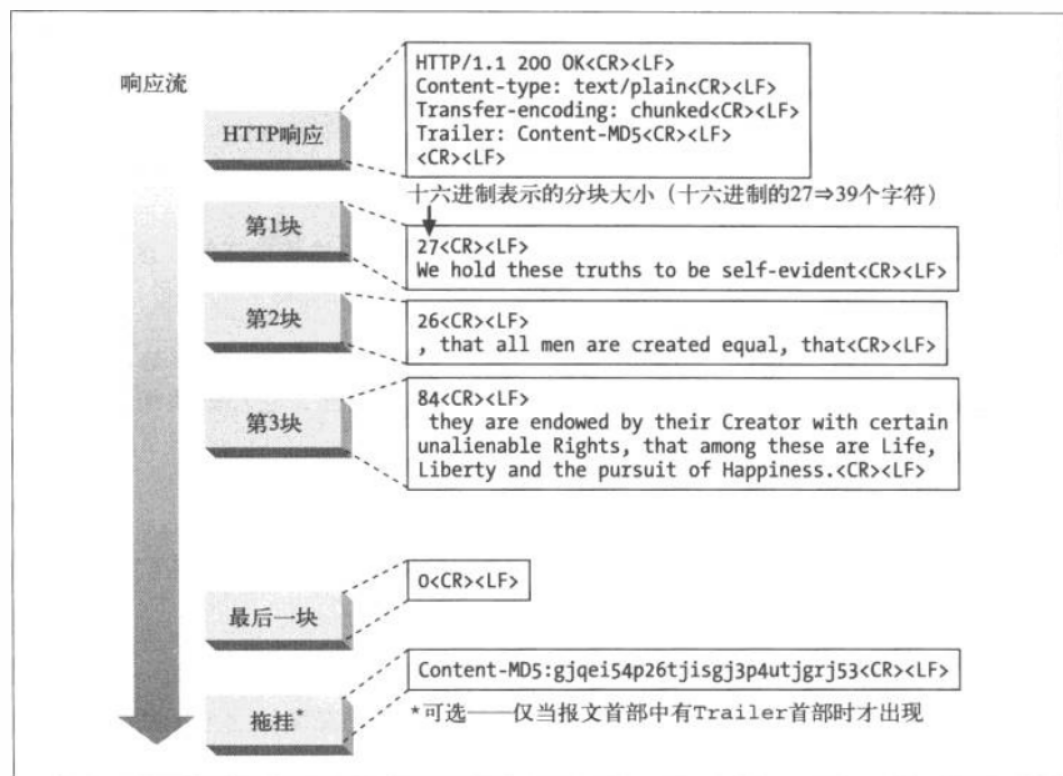 响应流
HTTP响应
HTTP/1.1 200 OK<CR><LF>
Content-type: text/plain<CR><LF>
Transfer-encoding: chunked<CR><LF>
Trailer: Content-MD5<CR><LF>
<CR><LF>
十六进制表示的分块大小（十六进制的27⇒39个字符）
第1块
27<CR><LF>
We hold these truths to be self-evident<CR><LF>
第2块
26<CR><LF>
, that all men are created equal, that<CR><LF>
第3块
84<CR><LF>
they are endowed by their Creator with certain
unalienable Rights, that among these are Life,
Liberty and the pursuit of Happiness.<CR><LF>
最后一块
0<CR><LF>
拖挂*
Content-MD5:gjqei54p26tjisgj3p4utjgrj53<CR><LF>
*可选——仅当报文首部中有Trailer首部时才出现